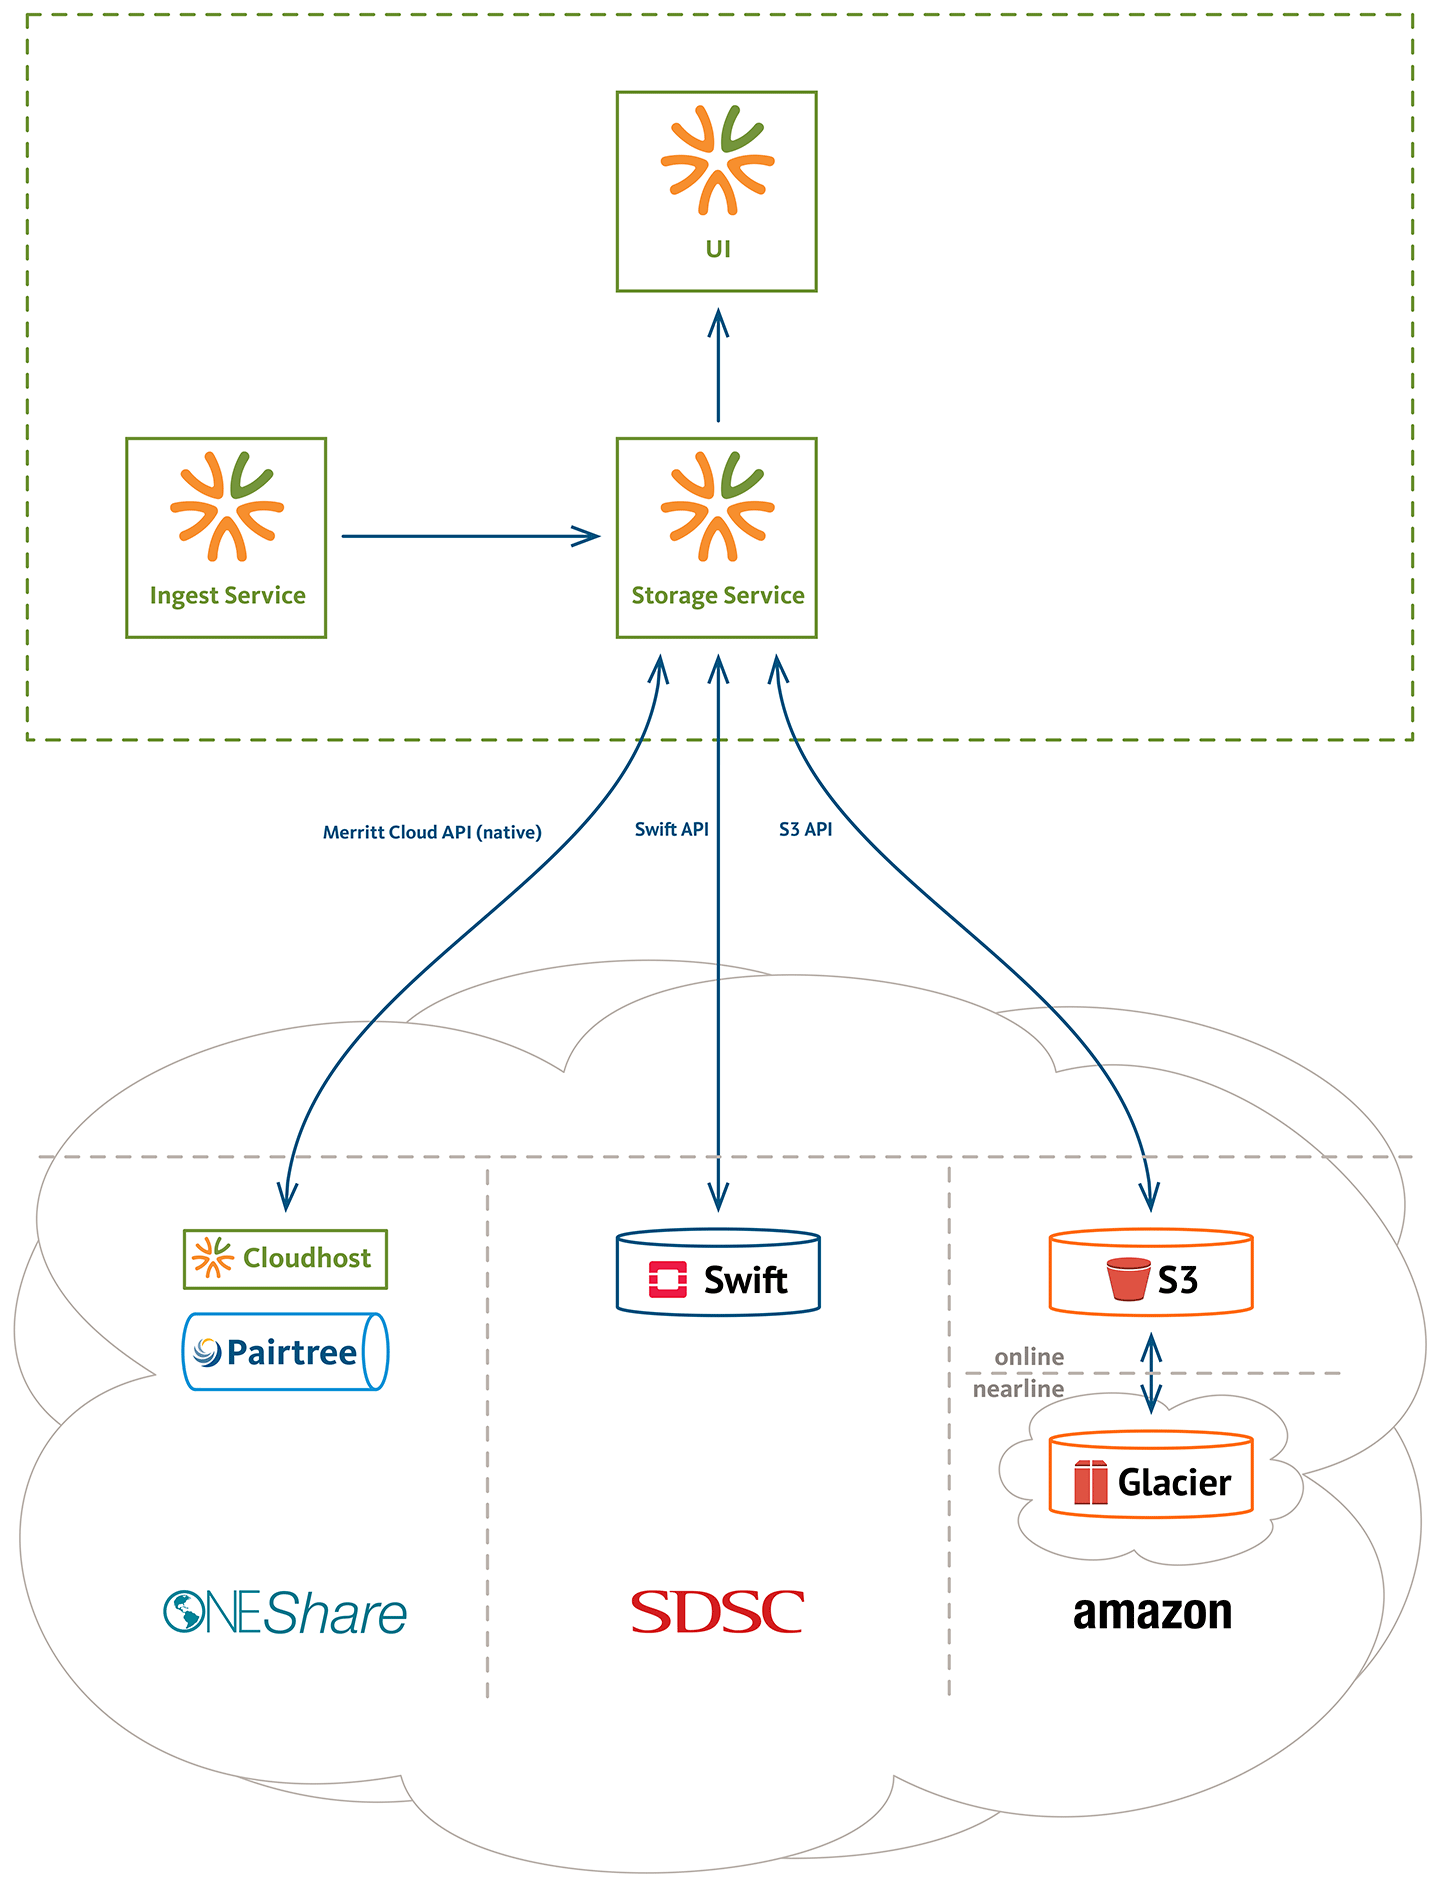 UI
Ingest Service
Storage Service
Merritt Cloud API (native)
Swift API
S3 API
Cloudhost
Pairtree
Swift
S3
online
nearline
Glacier
ONEShare
SDSC
amazon